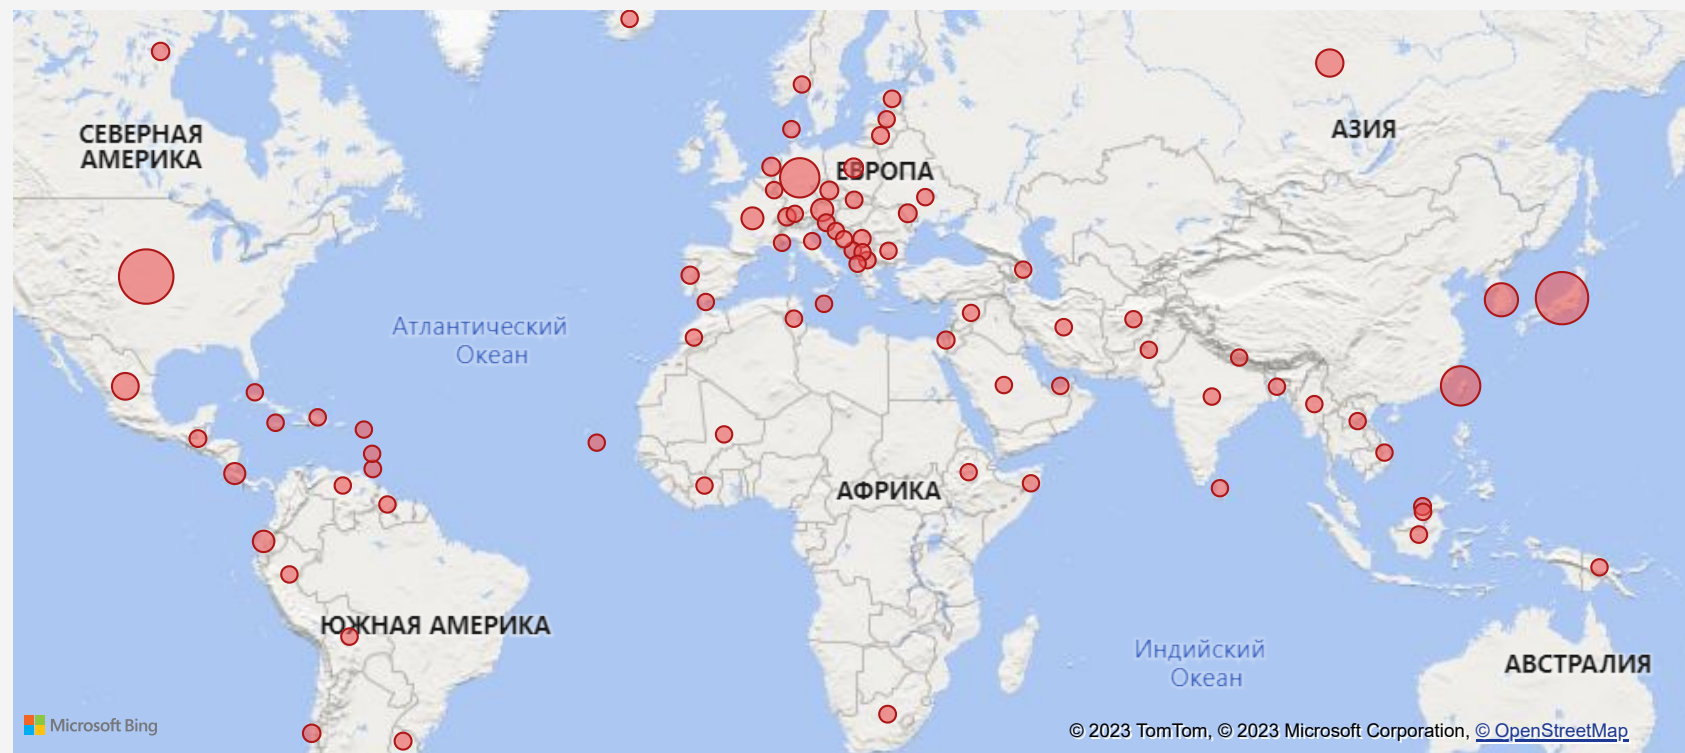 СЕВЕРНАЯ
АМЕРИКА
АЗИЯ
ЕВРОПА
Атлантический
Океан
АФРИКА
ЮЖНАЯ АМЕРИКА
Индийский
Океан
АВСТРАЛИЯ
Microsoft Bing
© 2023 TomTom, © 2023 Microsoft Corporation, © OpenStreetMap